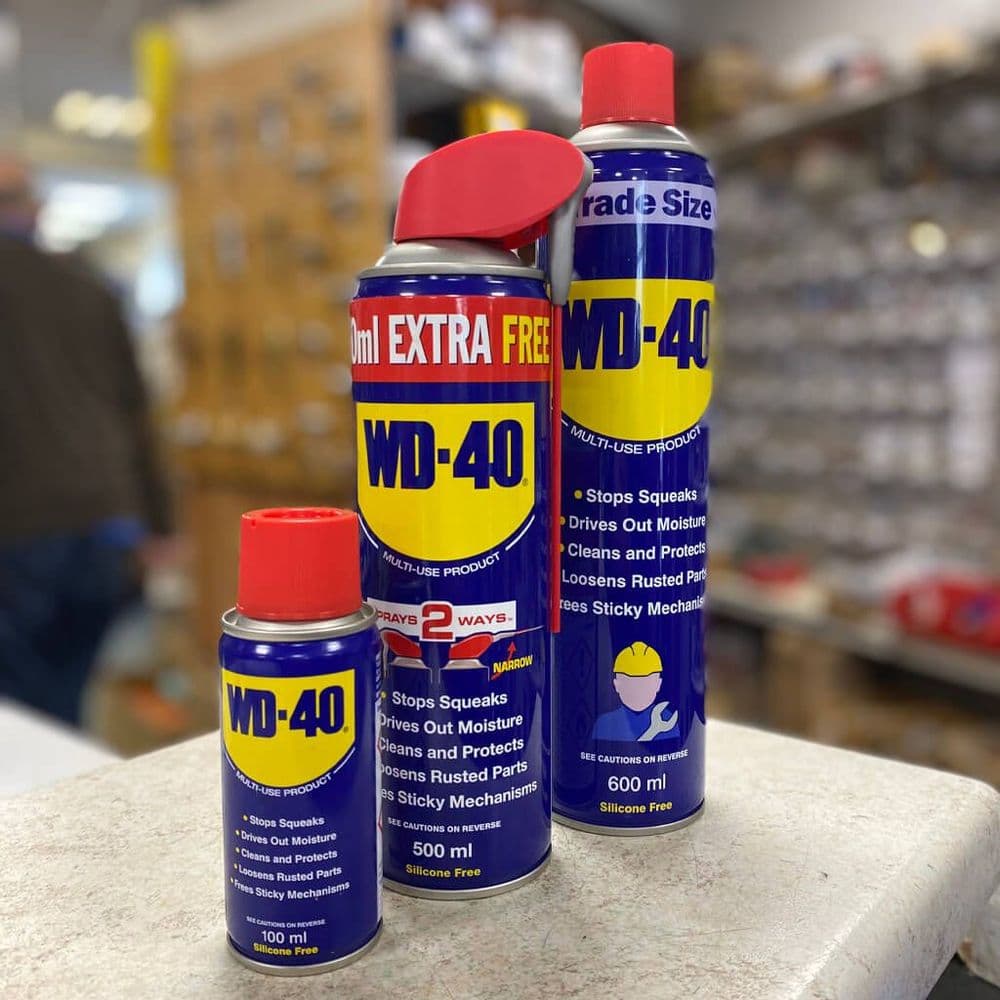 WD-40
MULTI-USE PRODUCT
Stops Squeaks
Drives Out Moisture
Cleans and Protects
Loosens Rusted Parts
Frees Sticky Mechanisms
SEE CAUTIONS ON REVERSE
100 ml
Silicone Free
0ml EXTRA FREE
WD-40
MULTI-USE PRODUCT
PRAYS 2 WAYS
NARROW
Stops Squeaks
Drives Out Moisture
Cleans and Protects
oosens Rusted Parts
es Sticky Mechanisms
SEE CAUTIONS ON REVERSE
500 ml
Silicone Free
Trade Size
WD-40
MULTI-USE PRODUCT
Stops Squeaks
Drives Out Moisture
Cleans and Protects
Loosens Rusted Parts
rees Sticky Mechanis
SEE CAUTIONS ON REVERSE
600 ml
Silicone Free